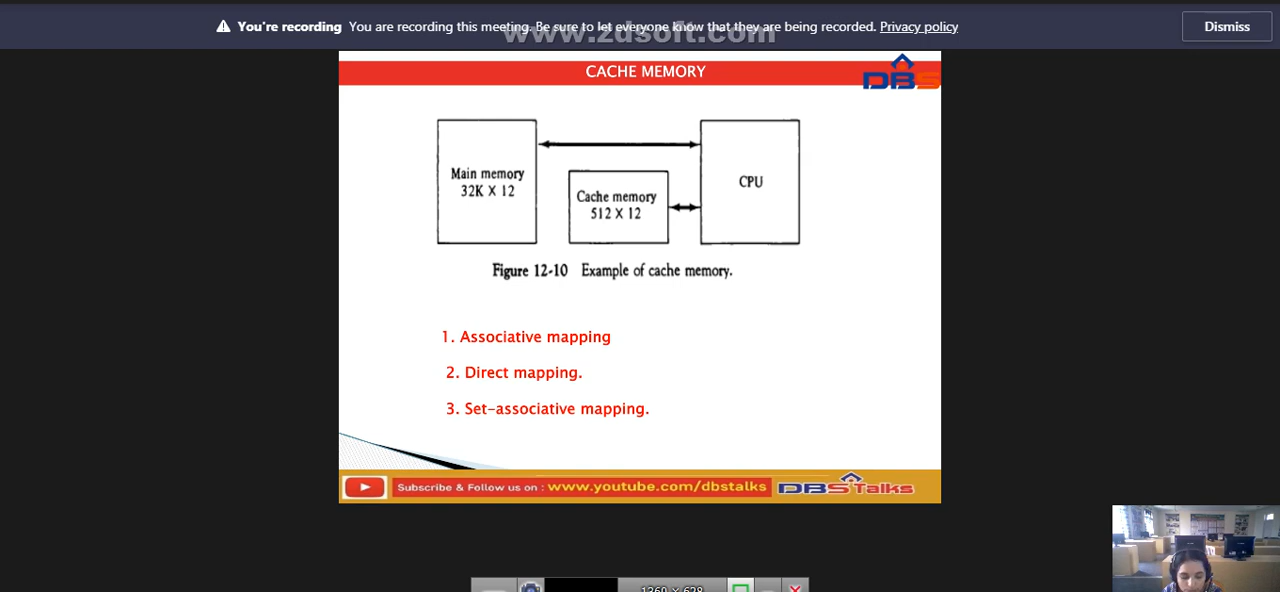 You're recording You are recording this meeting. Be sure to let everyone know that they are being recorded. Privacy policy
Dismiss
www.2dsoft.com
CACHE MEMORY
DBS
Main memory
32K X 12
Cache memory
512 X 12
CPU
Figure 12-10 Example of cache memory.
1. Associative mapping
2. Direct mapping.
3. Set-associative mapping.
Subscribe & Follow us on : www.youtube.com/dbstalks
DBS Talks